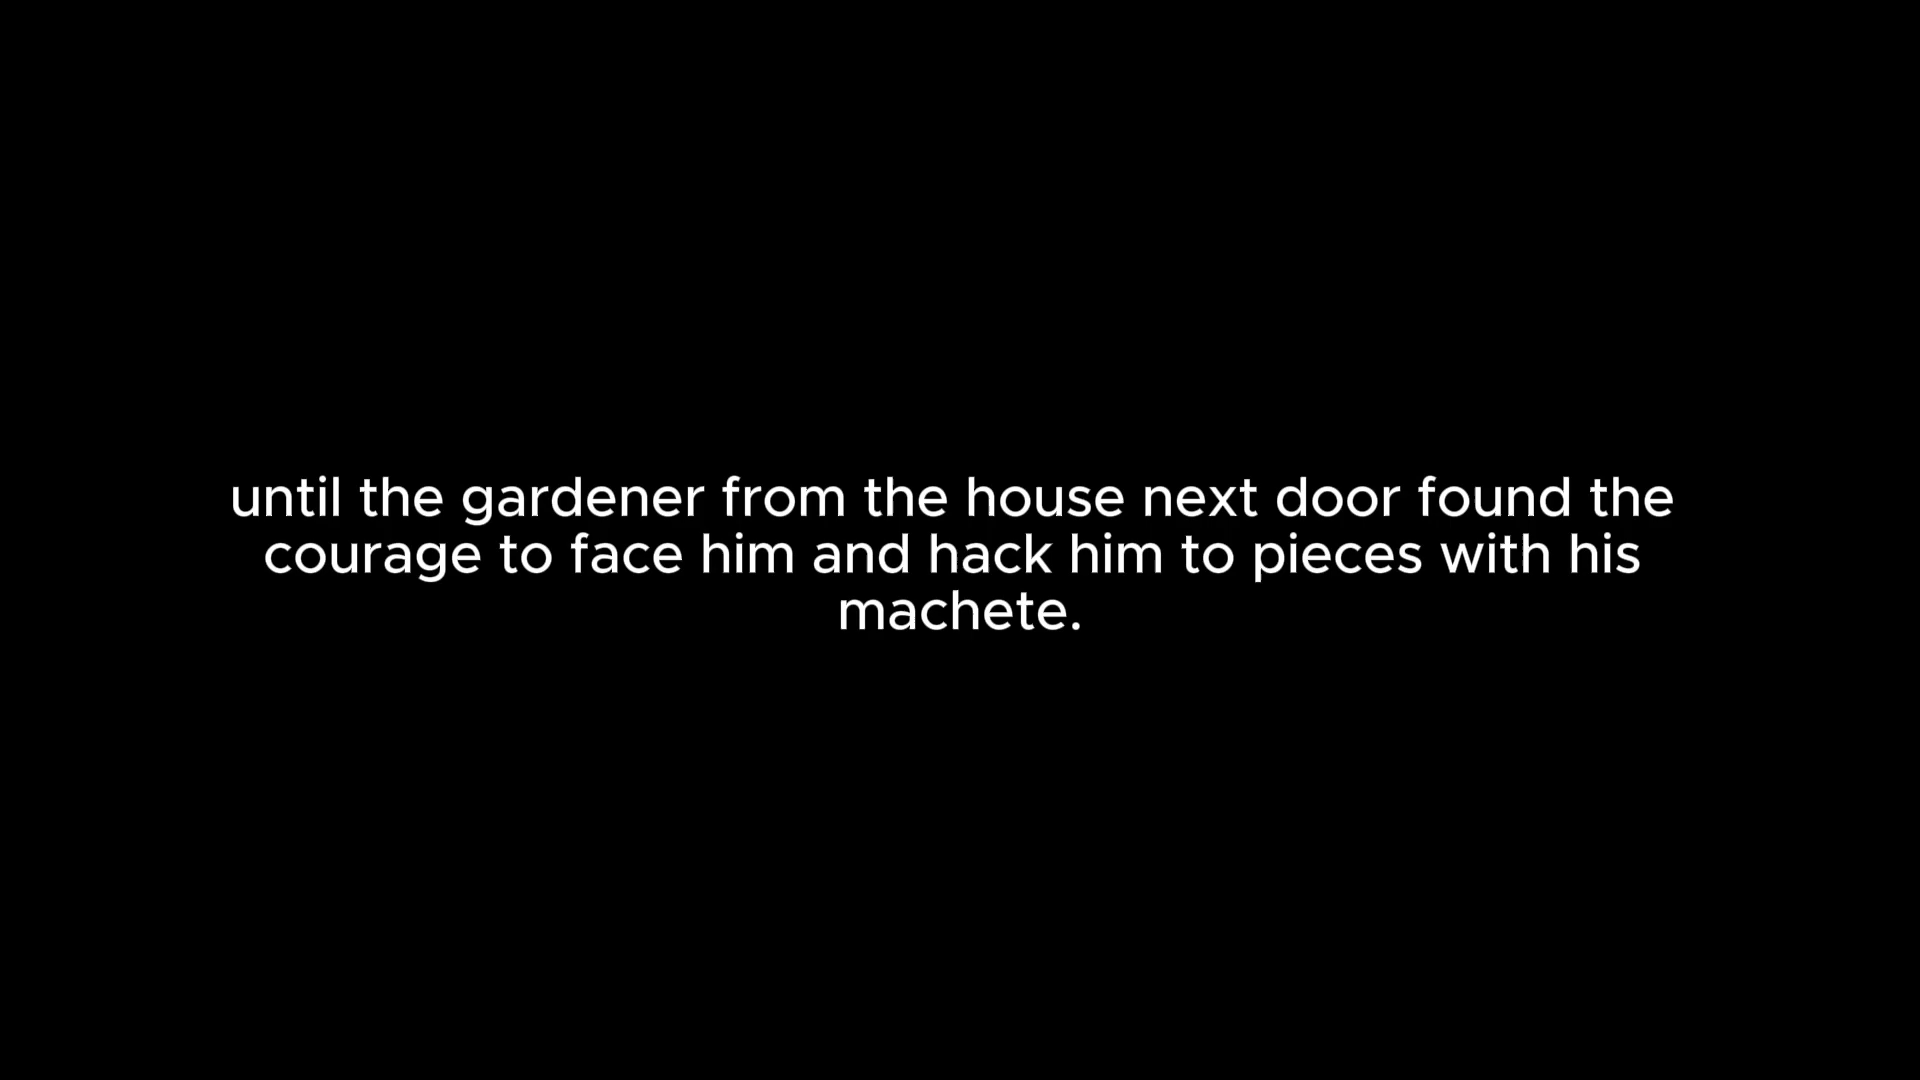 until the gardener from the house next door found the
courage to face him and hack him to pieces with his
machete.